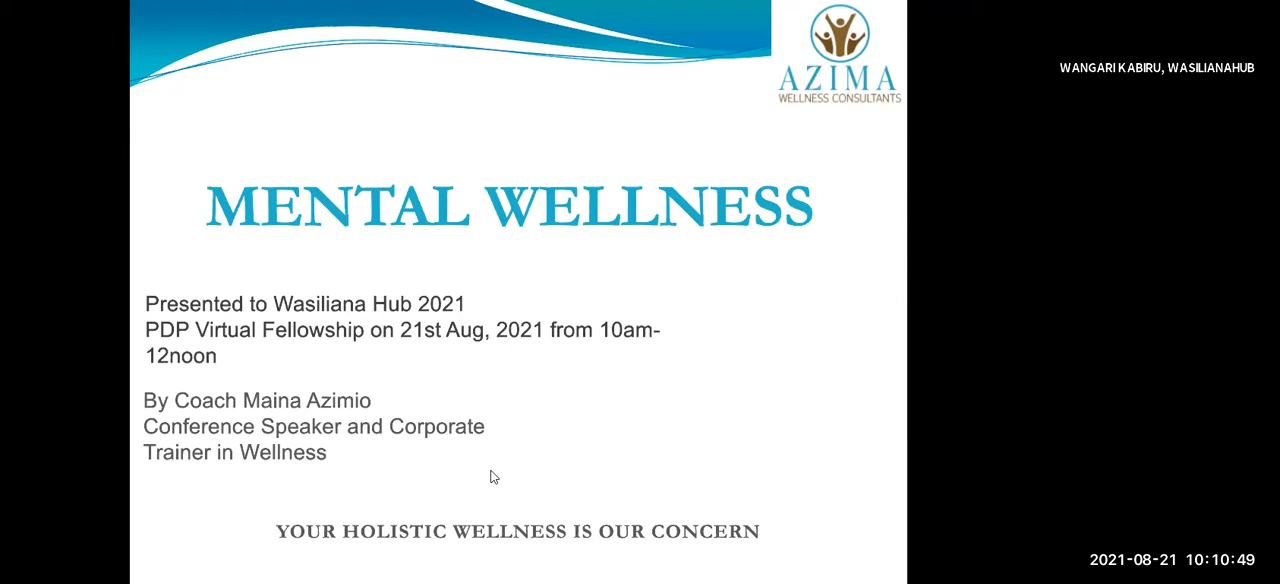 AZIMA
WELLNESS CONSULTANTS
WANGARI KABIRU, WASILIANAHUB
MENTAL WELLNESS
Presented to Wasiliana Hub 2021
PDP Virtual Fellowship on 21st Aug, 2021 from 10am-
12noon
By Coach Maina Azimio
Conference Speaker and Corporate
Trainer in Wellness
YOUR HOLISTIC WELLNESS IS OUR CONCERN
2021-08-21 10:10:49